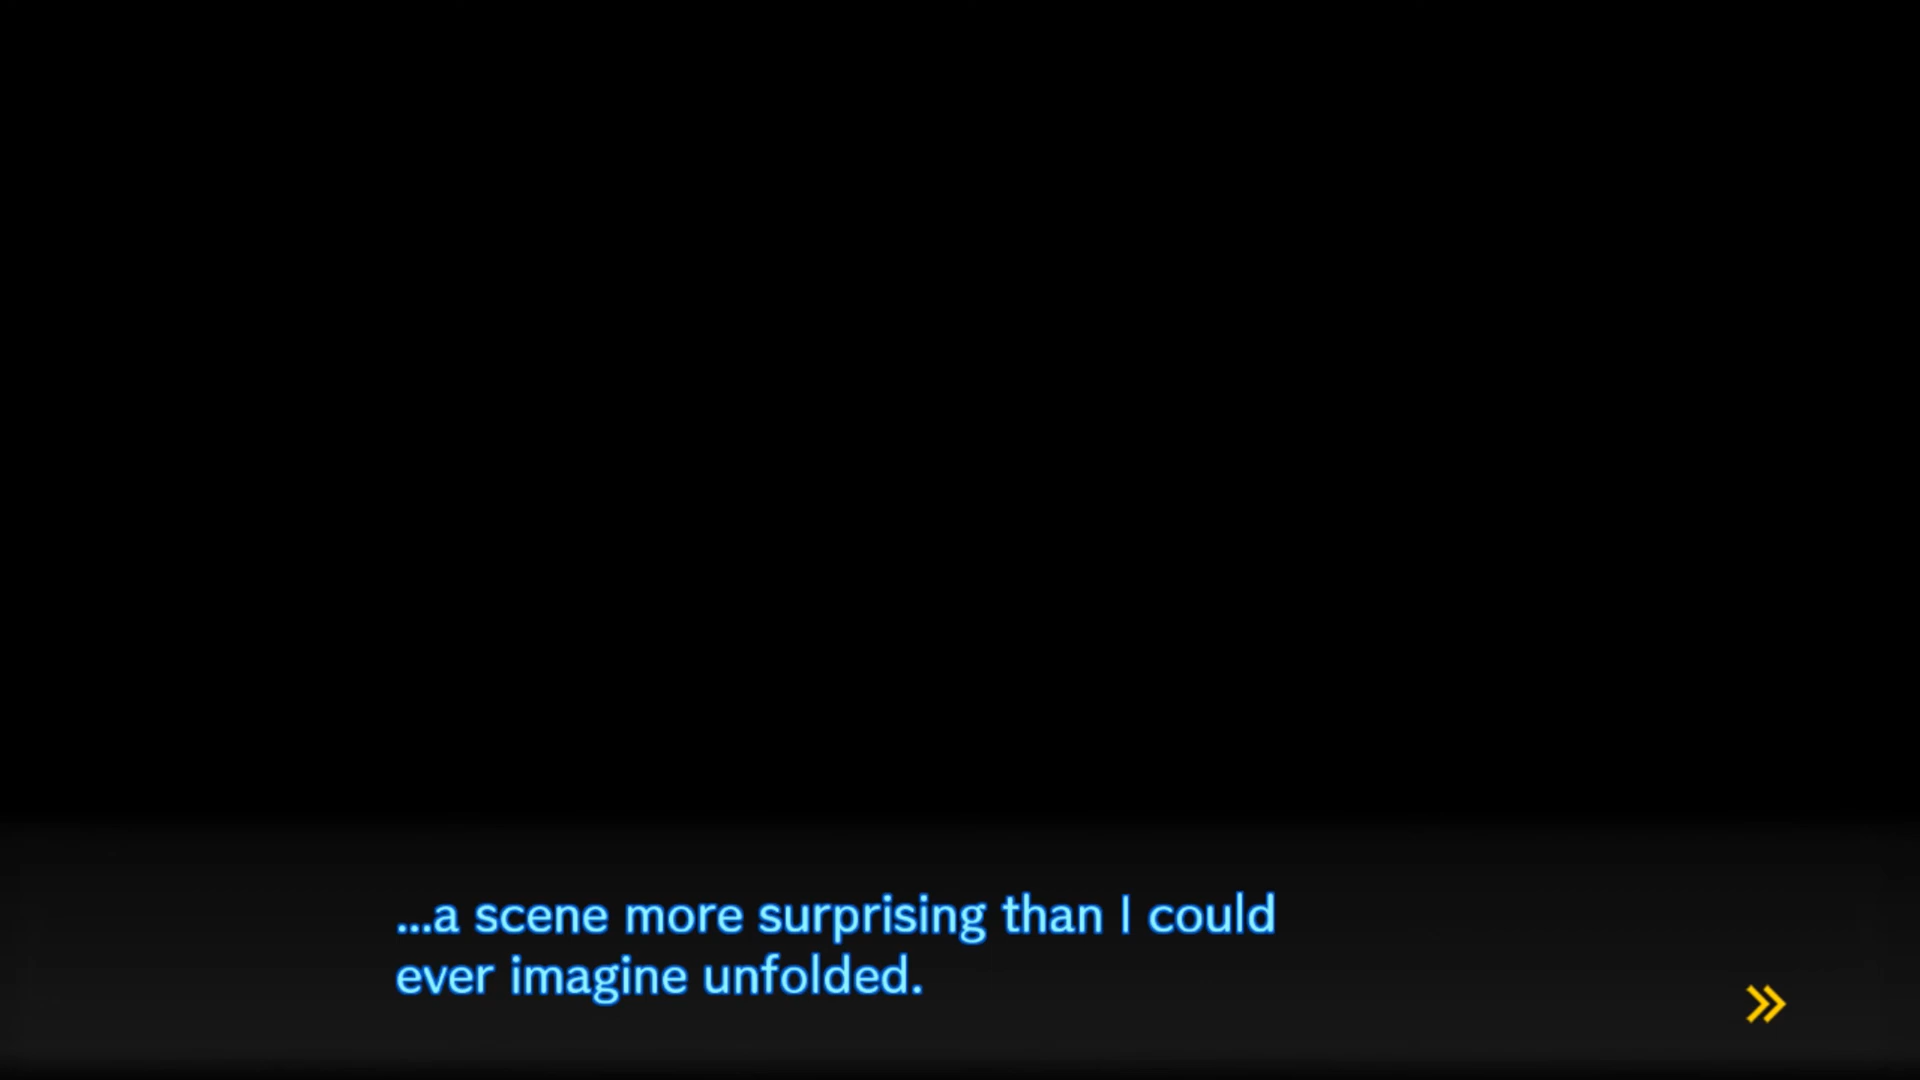 ...a scene more surprising than I could
ever imagine unfolded.